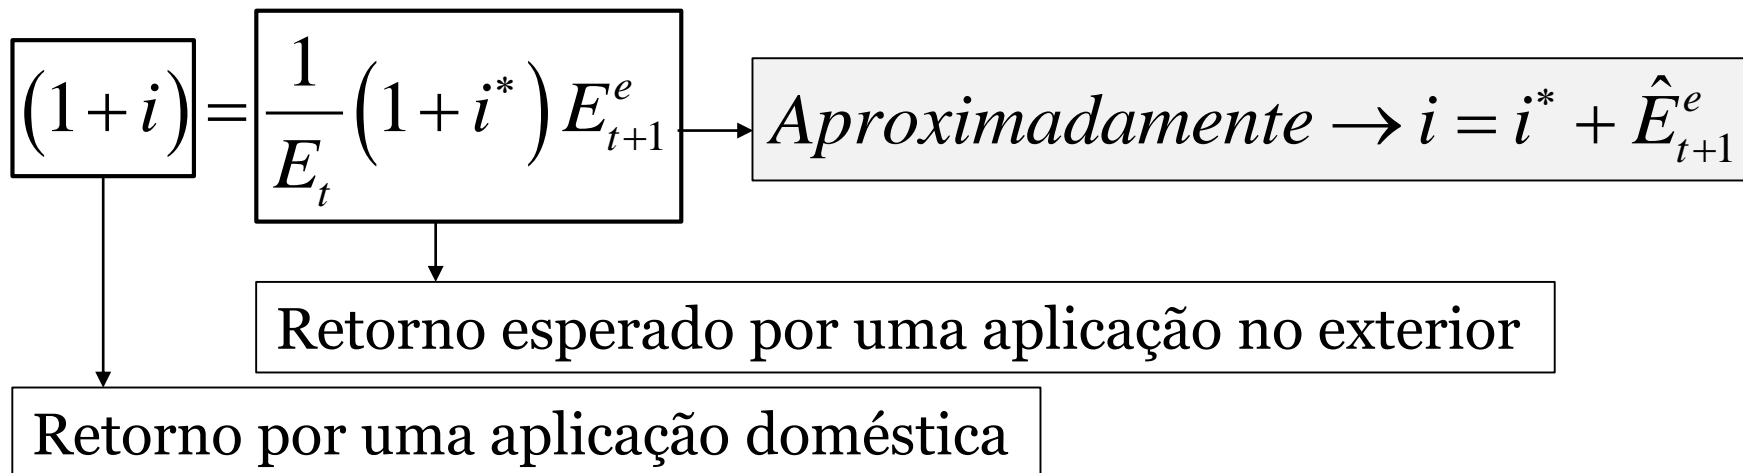 (1 + i) = 1/E_t (1 + i*) E^e_{t+1} → Aproximadamente → i = i* + Ê^e_{t+1}
Retorno esperado por uma aplicação no exterior
Retorno por uma aplicação doméstica